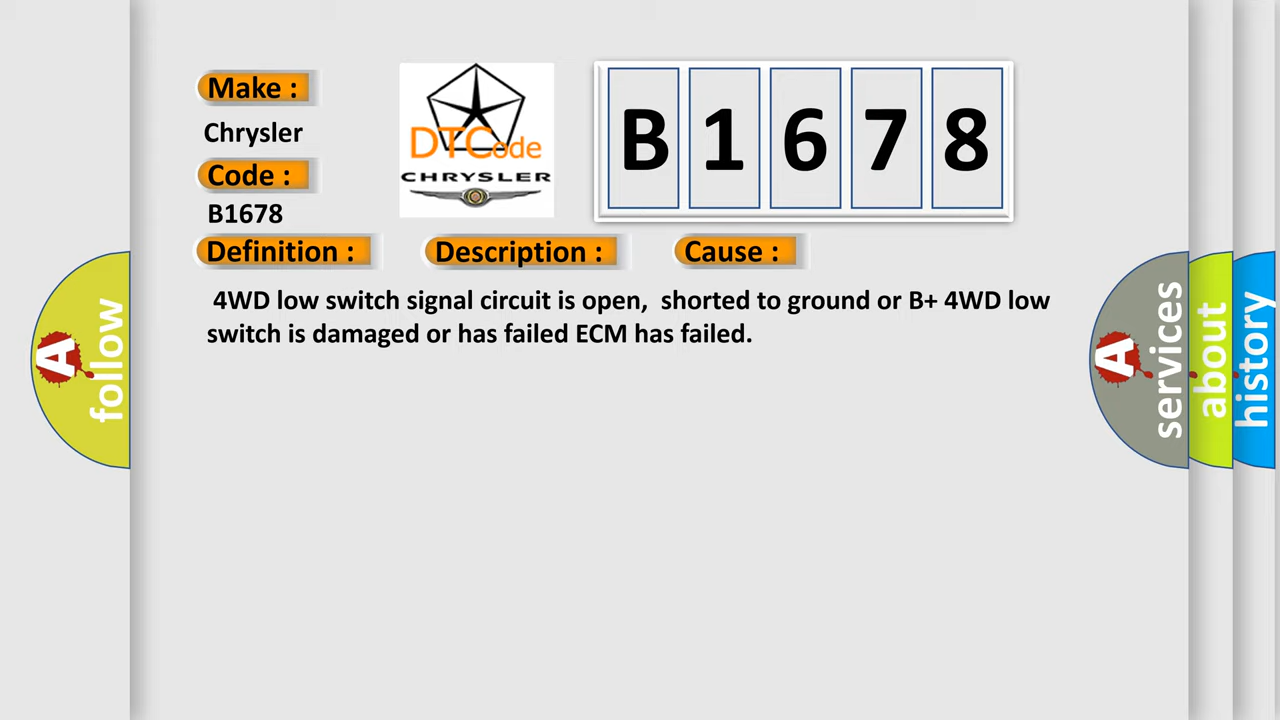 Make :
Chrysler
Code :
B1678
DTCode
CHRYSLER
B 1 6 7 8
Definition :
Description :
Cause :
4WD low switch signal circuit is open, shorted to ground or B+ 4WD low
switch is damaged or has failed ECM has failed.
A follow
A services
about
history